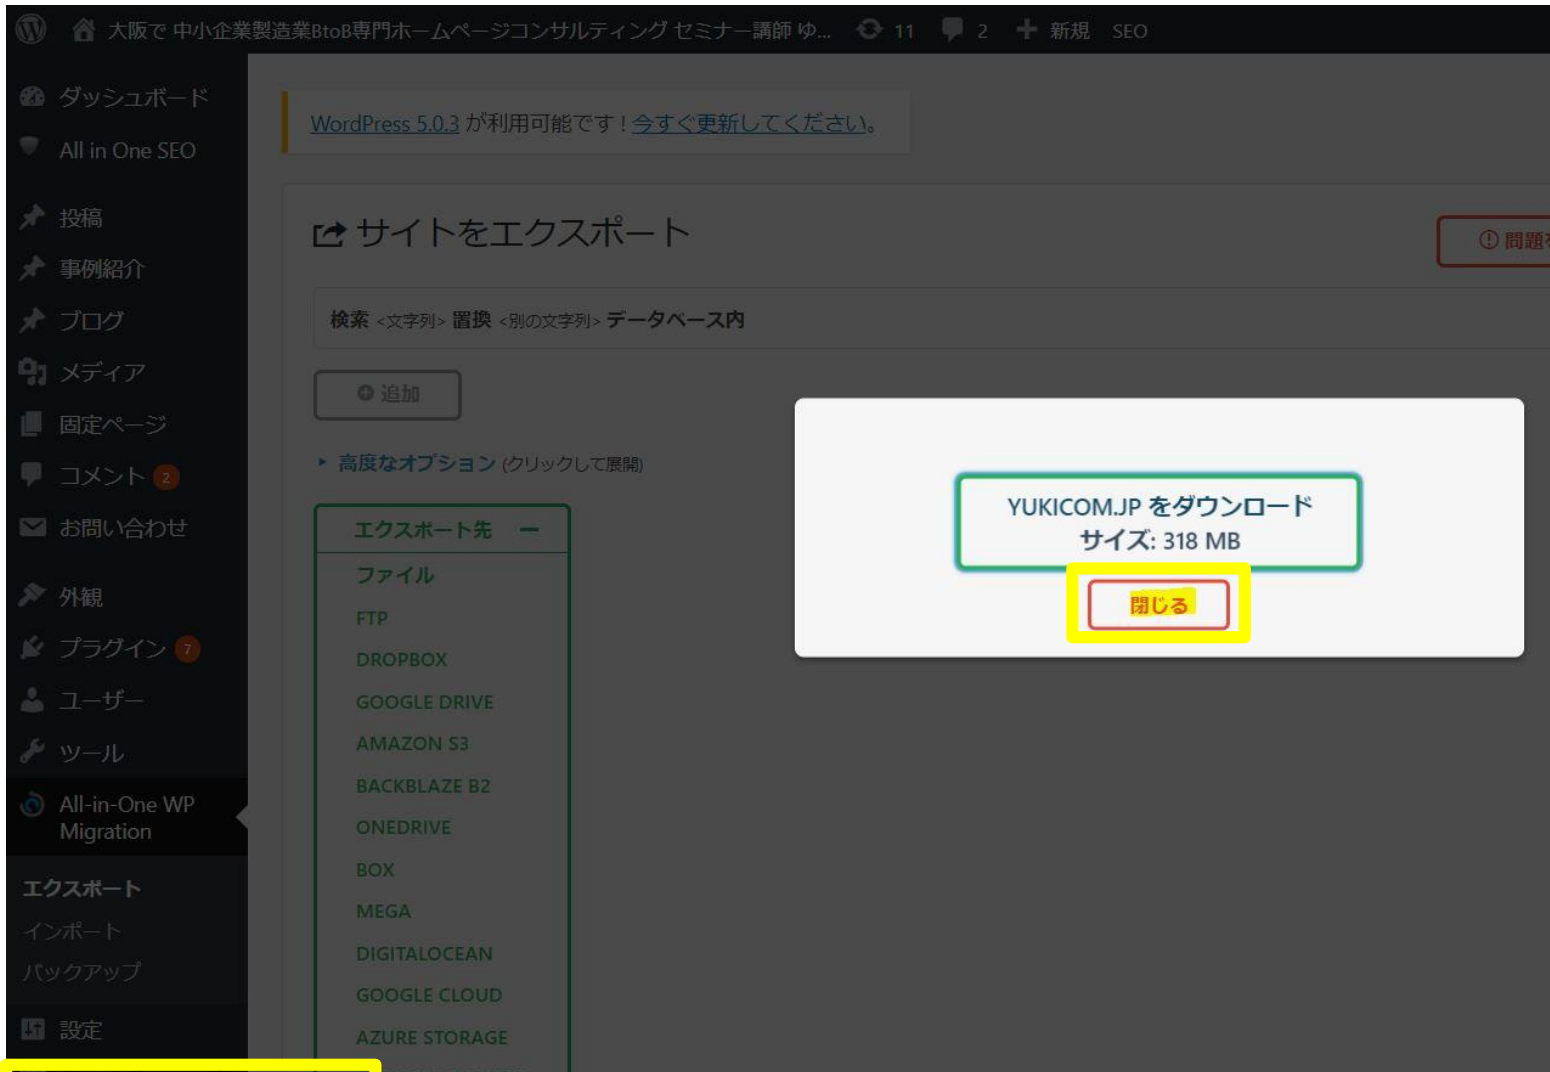 大阪で 中小企業製造業BtoB専門ホームページコンサルティング セミナー講師 ゆ... 11 2 新規 SEO
ダッシュボード
All in One SEO
投稿
事例紹介
ブログ
メディア
固定ページ
コメント 2
お問い合わせ
外観
プラグイン 7
ユーザー
ツール
All-in-One WP
Migration
エクスポート
インポート
バックアップ
設定
WordPress 5.0.3 が利用可能です ! 今すぐ更新してください。
サイトをエクスポート
問題を
検索 <文字列> 置換 <別の文字列> データベース内
追加
高度なオプション (クリックして展開)
エクスポート先
ファイル
FTP
DROPBOX
GOOGLE DRIVE
AMAZON S3
BACKBLAZE B2
ONEDRIVE
BOX
MEGA
DIGITALOCEAN
GOOGLE CLOUD
AZURE STORAGE
YUKICOM.JP をダウンロード
サイズ: 318 MB
閉じる